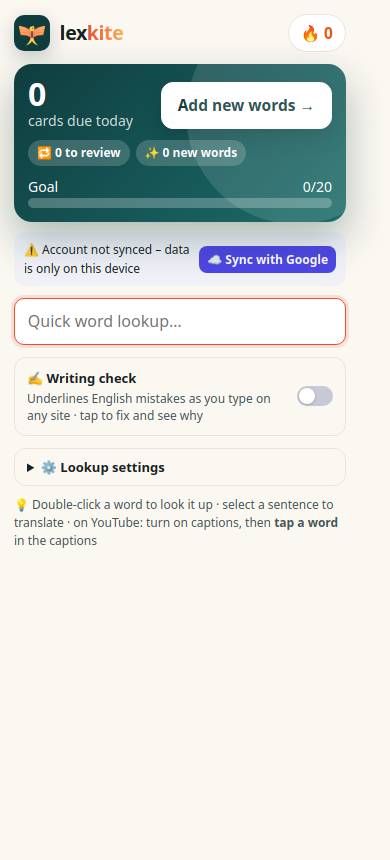 lexkite
🔥 0
0
cards due today
Add new words →
🔁 0 to review
✨ 0 new words
Goal
0/20
⚠️ Account not synced – data
is only on this device
☁️ Sync with Google
Quick word lookup...
✍️ Writing check
Underlines English mistakes as you type on
any site · tap to fix and see why
▶ ⚙️ Lookup settings
💡 Double-click a word to look it up · select a sentence to
translate · on YouTube: turn on captions, then tap a word
in the captions